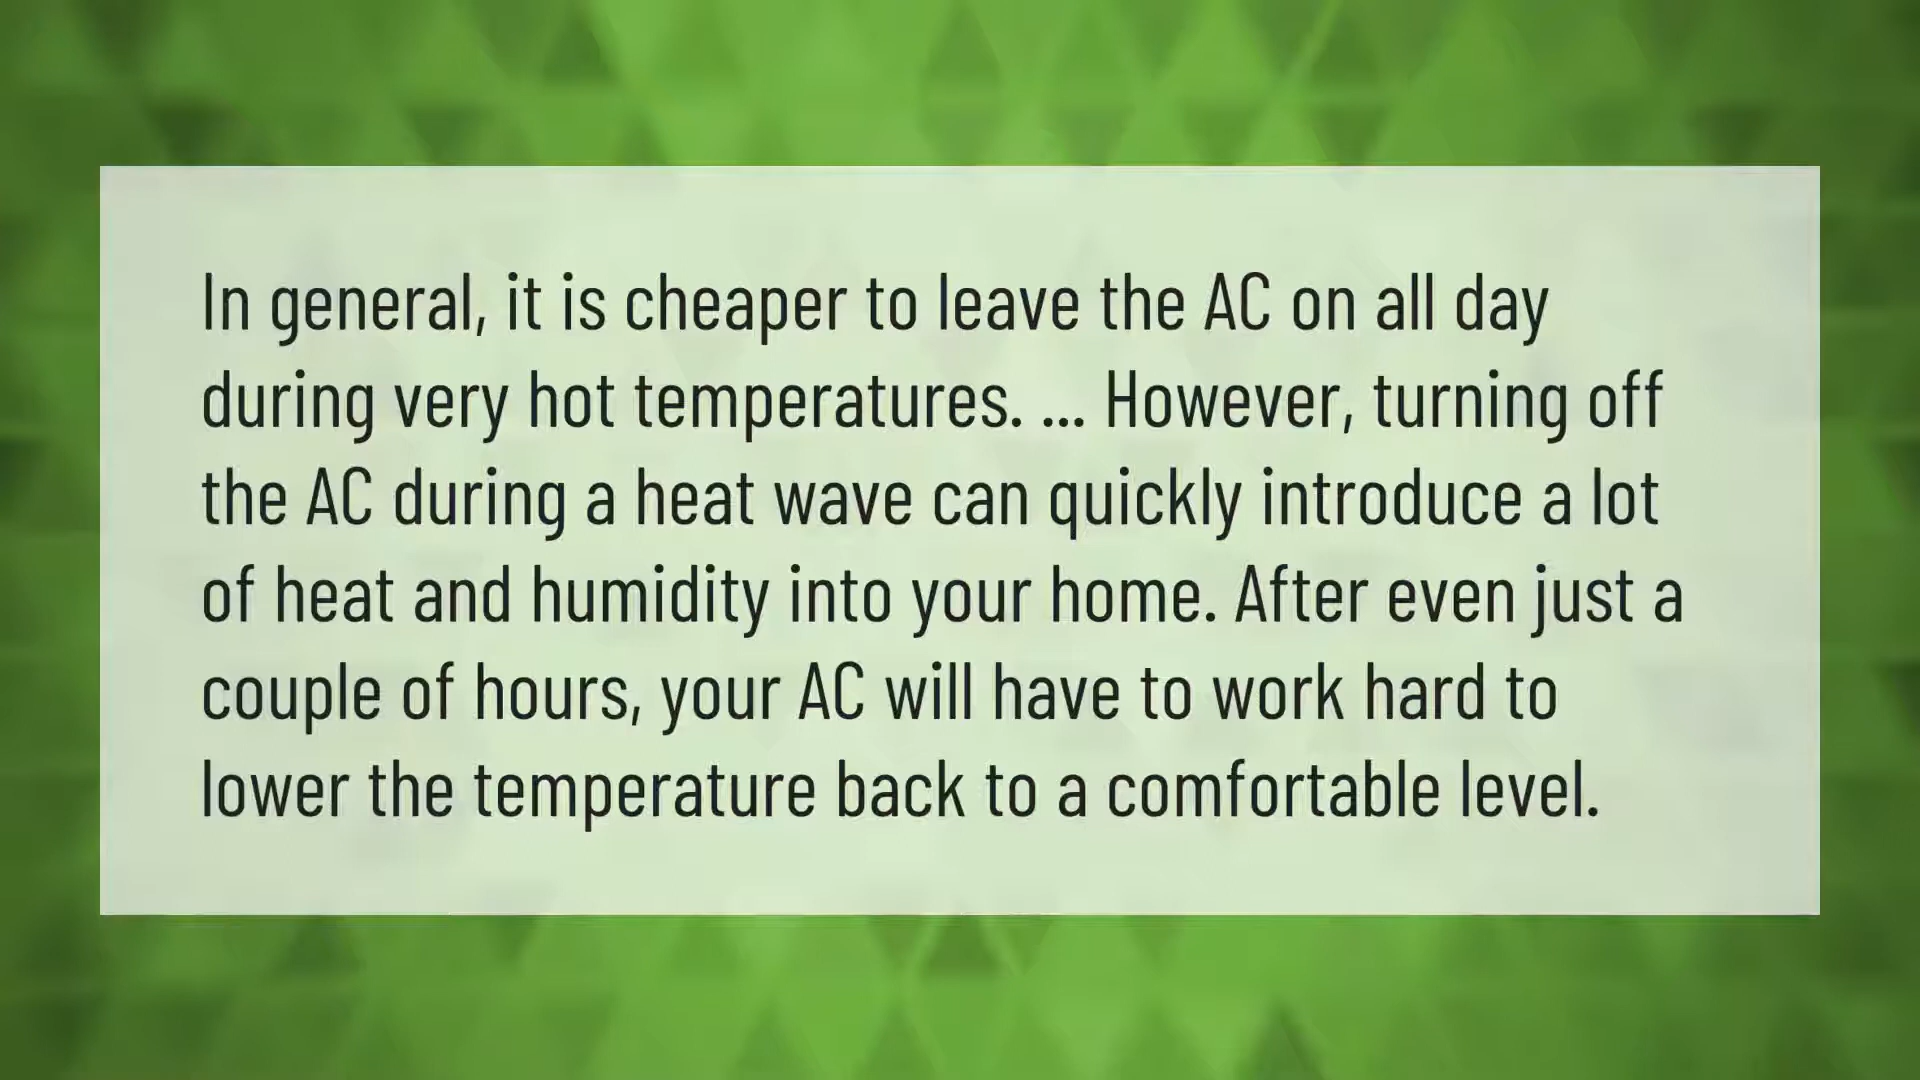 In general, it is cheaper to leave the AC on all day
during very hot temperatures. ... However, turning off
the AC during a heat wave can quickly introduce a lot
of heat and humidity into your home. After even just a
couple of hours, your AC will have to work hard to
lower the temperature back to a comfortable level.